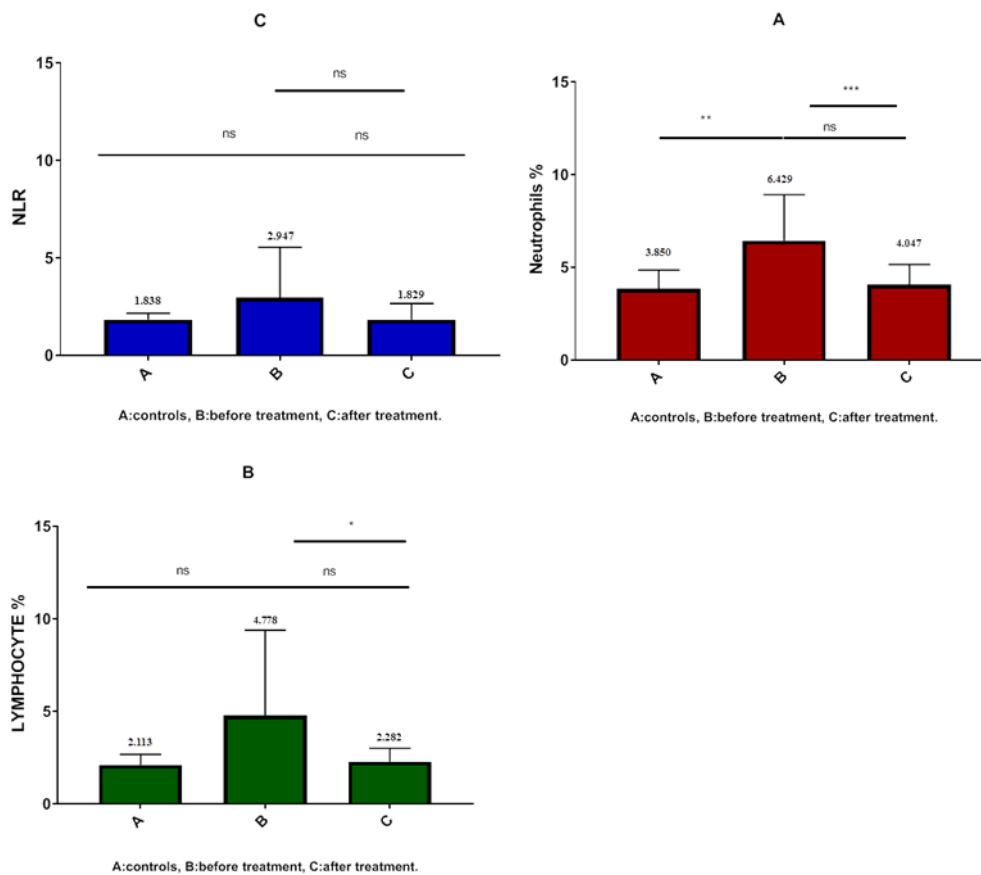 C
15
10
5
0
NLR
ns
ns
ns
1.838
2.947
1.829
A
B
C
A:controls, B:before treatment, C:after treatment.
A
15
10
5
0
Neutrophils %
***
**
ns
3.850
6.429
4.047
A
B
C
A:controls, B:before treatment, C:after treatment.
B
15
10
5
0
LYMPHOCYTE %
*
ns
ns
2.113
4.778
2.282
A
B
C
A:controls, B:before treatment, C:after treatment.